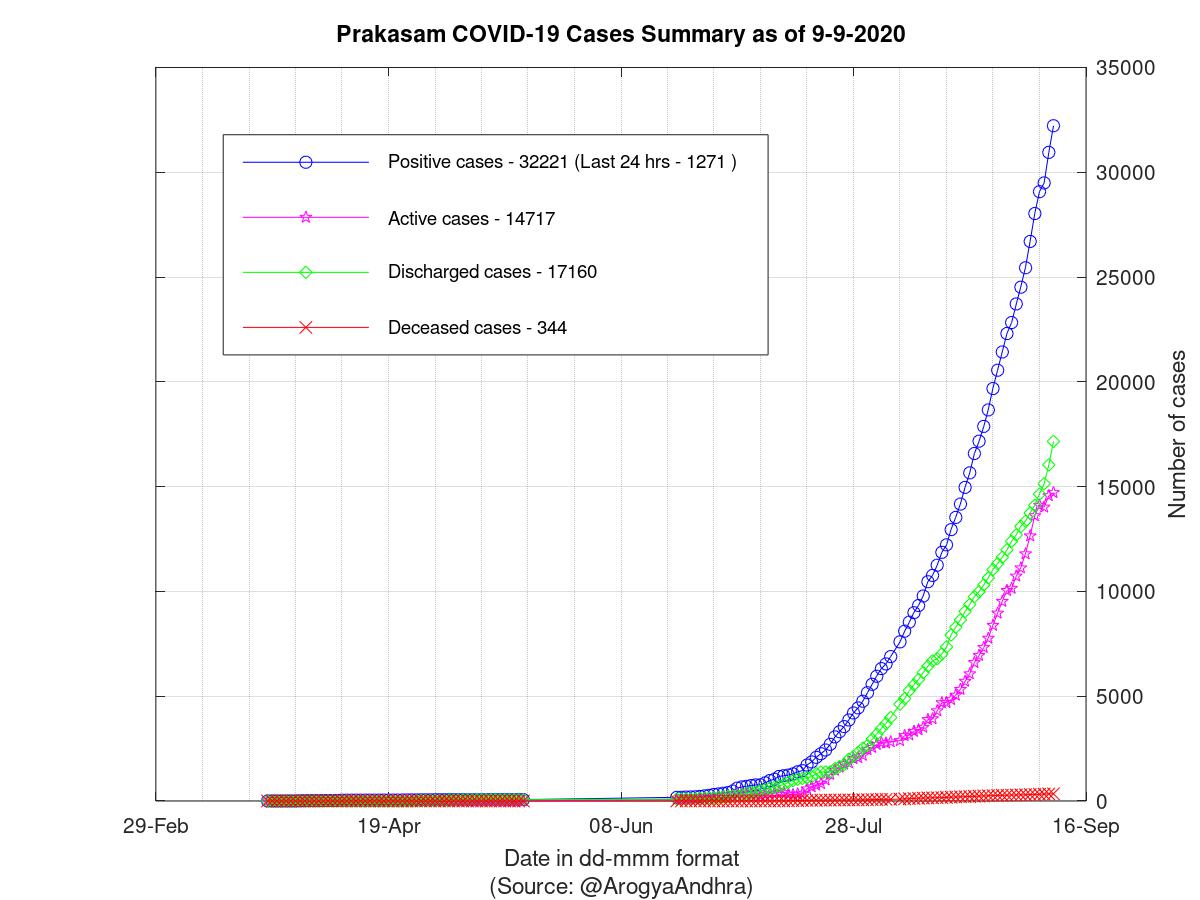 Prakasam COVID-19 Cases Summary as of 9-9-2020
35000
30000
25000
20000
15000
10000
5000
0
Number of cases
Positive cases - 32221 (Last 24 hrs - 1271 )
Active cases - 14717
Discharged cases - 17160
Deceased cases - 344
29-Feb 19-Apr 08-Jun 28-Jul 16-Sep
Date in dd-mmm format
(Source: @ArogyaAndhra)